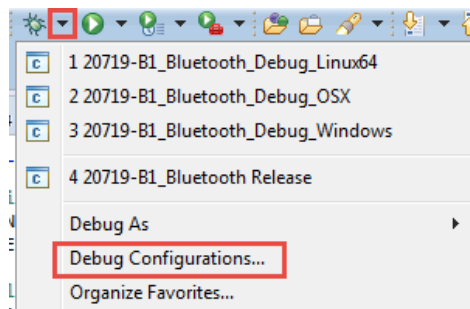 1 20719-B1_Bluetooth_Debug_Linux64
2 20719-B1_Bluetooth_Debug_OSX
3 20719-B1_Bluetooth_Debug_Windows
4 20719-B1_Bluetooth Release
Debug As
Debug Configurations...
Organize Favorites...